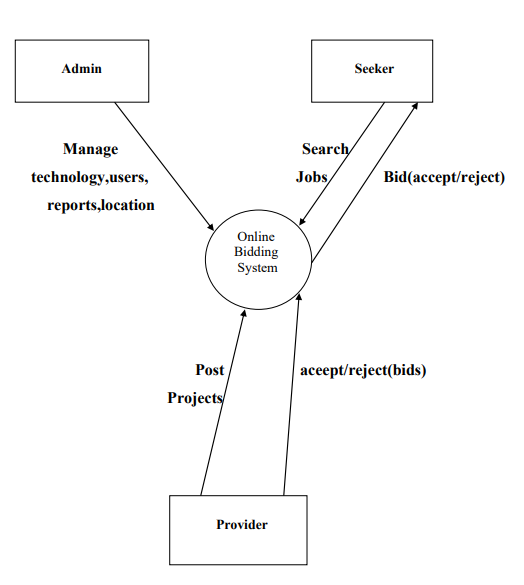 Admin
Seeker
Manage
technology,users,
reports,location
Search
Jobs
Bid(accept/reject)
Online
Bidding
System
Post
Projects
aceept/reject(bids)
Provider